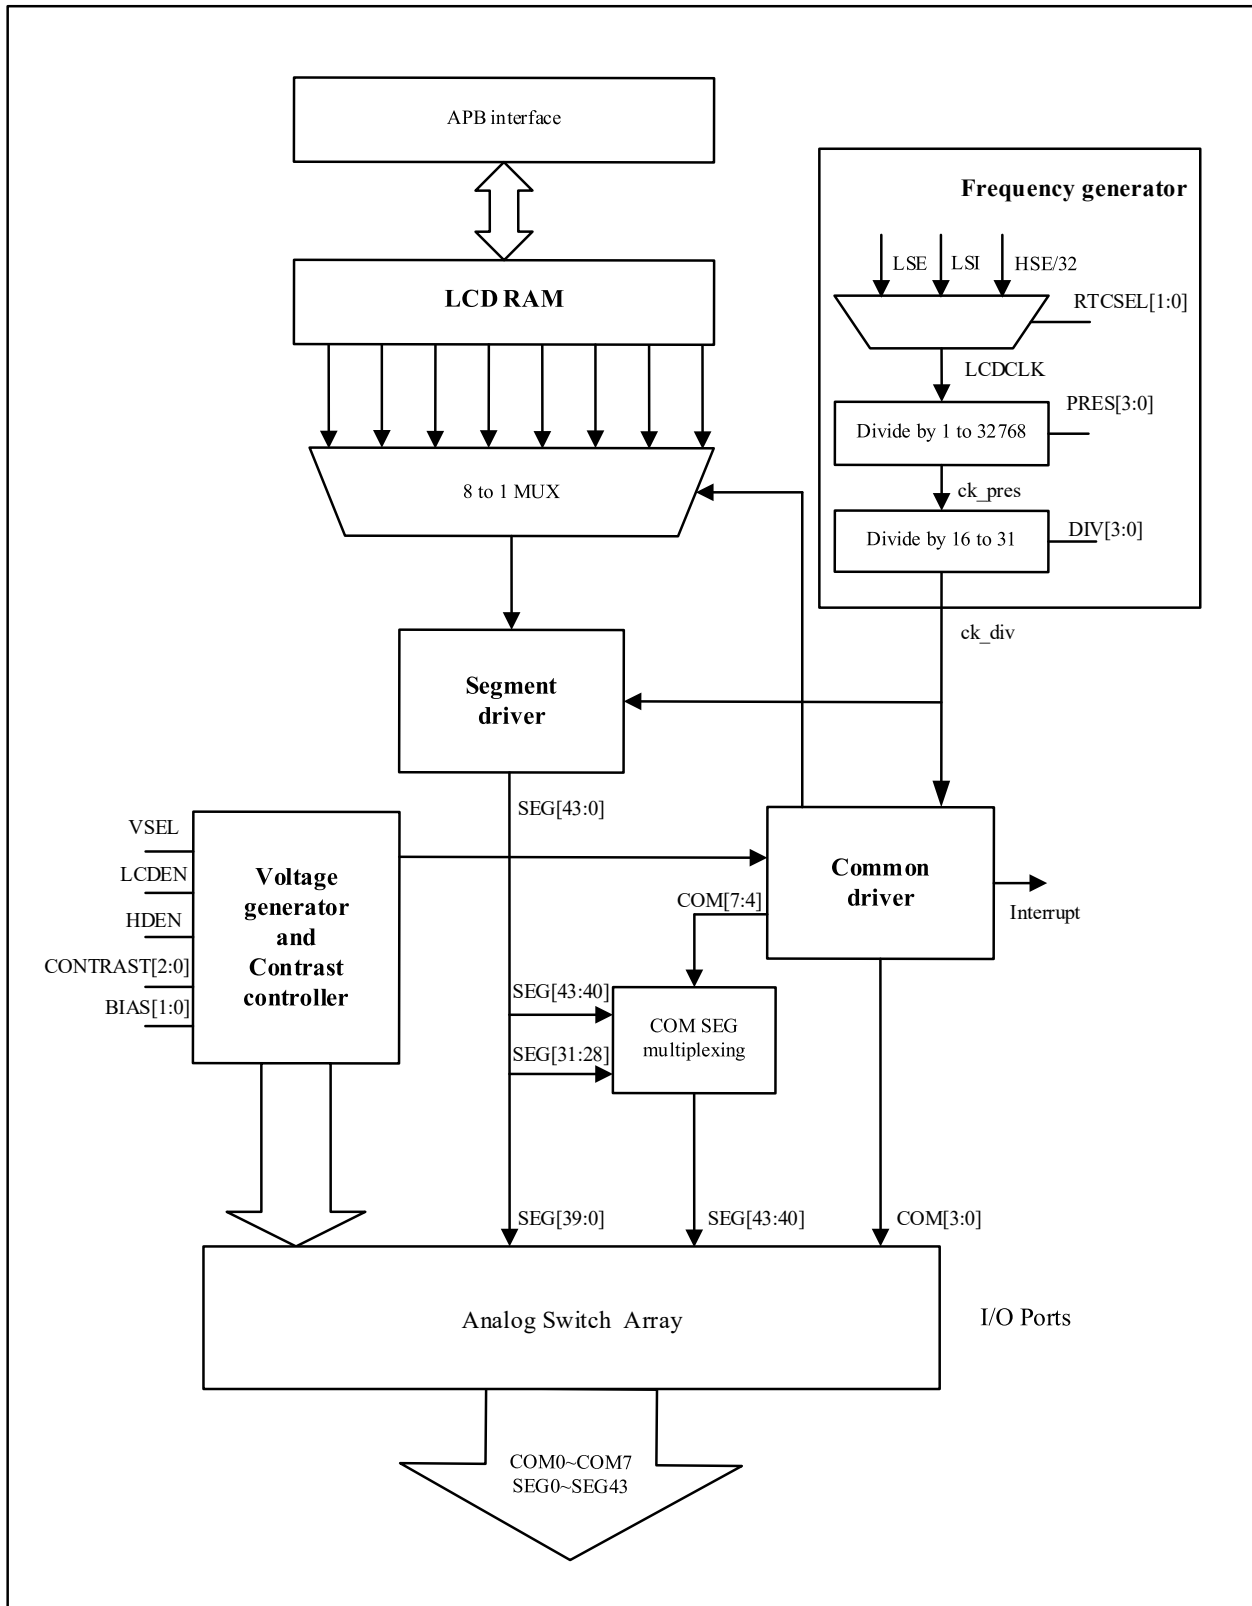 APB interface
Frequency generator
LSE
LSI
HSE/32
LCD RAM
RTCSEL[1:0]
LCDCLK
PRES[3:0]
Divide by 1 to 32768
8 to 1 MUX
ck_pres
DIV[3:0]
Divide by 16 to 31
ck_div
Segment
driver
SEG[43:0]
VSEL
LCDEN
HDEN
CONTRAST[2:0]
BIAS[1:0]
Voltage
generator
and
Contrast
controller
Common
driver
COM[7:4]
Interrupt
SEG[43:40]
SEG[31:28]
COM SEG
multiplexing
SEG[39:0]
SEG[43:40]
COM[3:0]
Analog Switch Array
I/O Ports
COM0~COM7
SEG0~SEG43